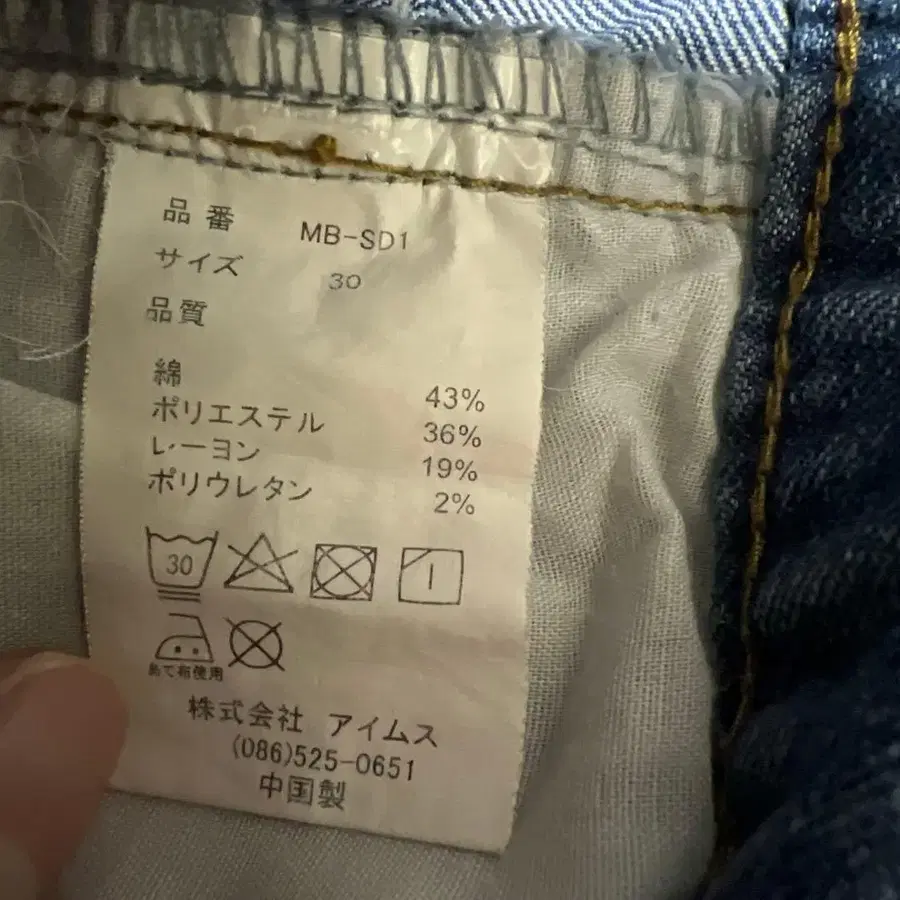 品番 MB-SD1
サイズ 30
品質
綿 43%
ポリエステル 36%
レーヨン 19%
ポリウレタン 2%
30
あて布使用
株式会社 アイムス
(086)525-0651
中国製